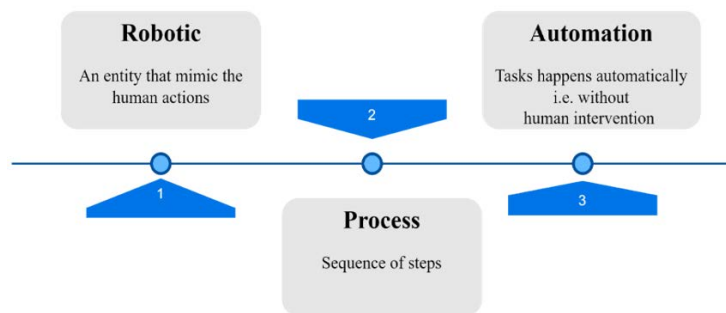 Robotic
An entity that mimic the
human actions
1
2
Process
Sequence of steps
Automation
Tasks happens automatically
i.e. without
human intervention
3